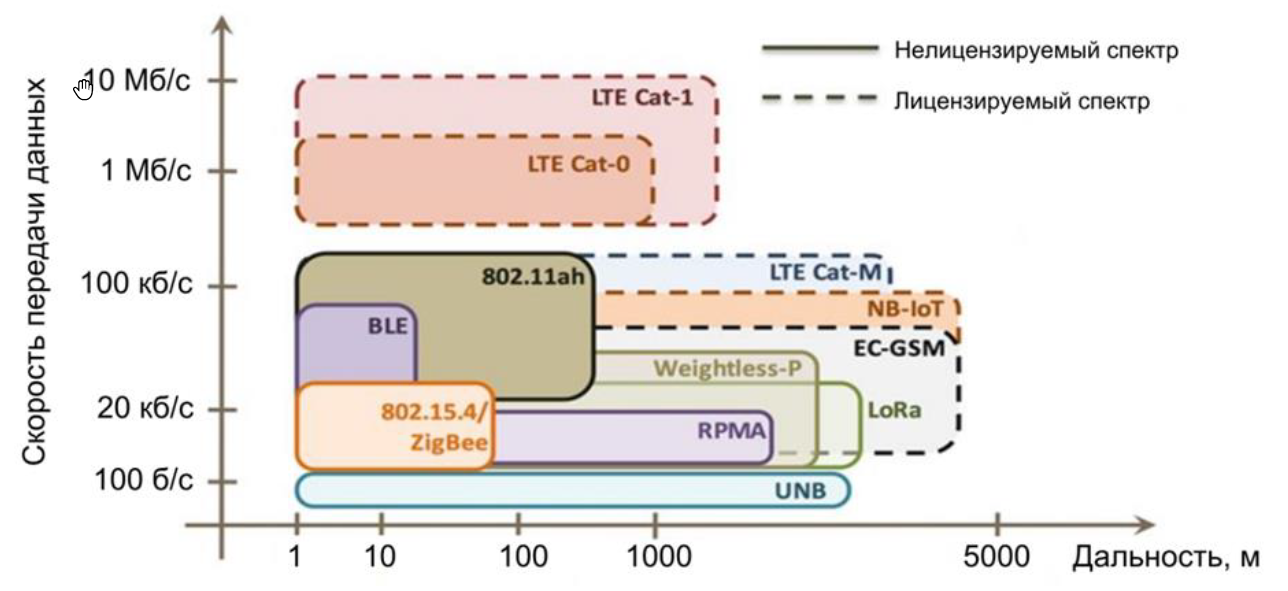 Скорость передачи данных
10 Мб/с
1 Мб/с
100 кб/с
20 кб/с
100 б/с
Нелицензируемый спектр
Лицензируемый спектр
LTE Cat-1
LTE Cat-0
802.11ah
LTE Cat-M
NB-IoT
BLE
EC-GSM
Weightless-P
802.15.4/
ZigBee
LoRa
RPMA
UNB
1
10
100
1000
5000
Дальность, м